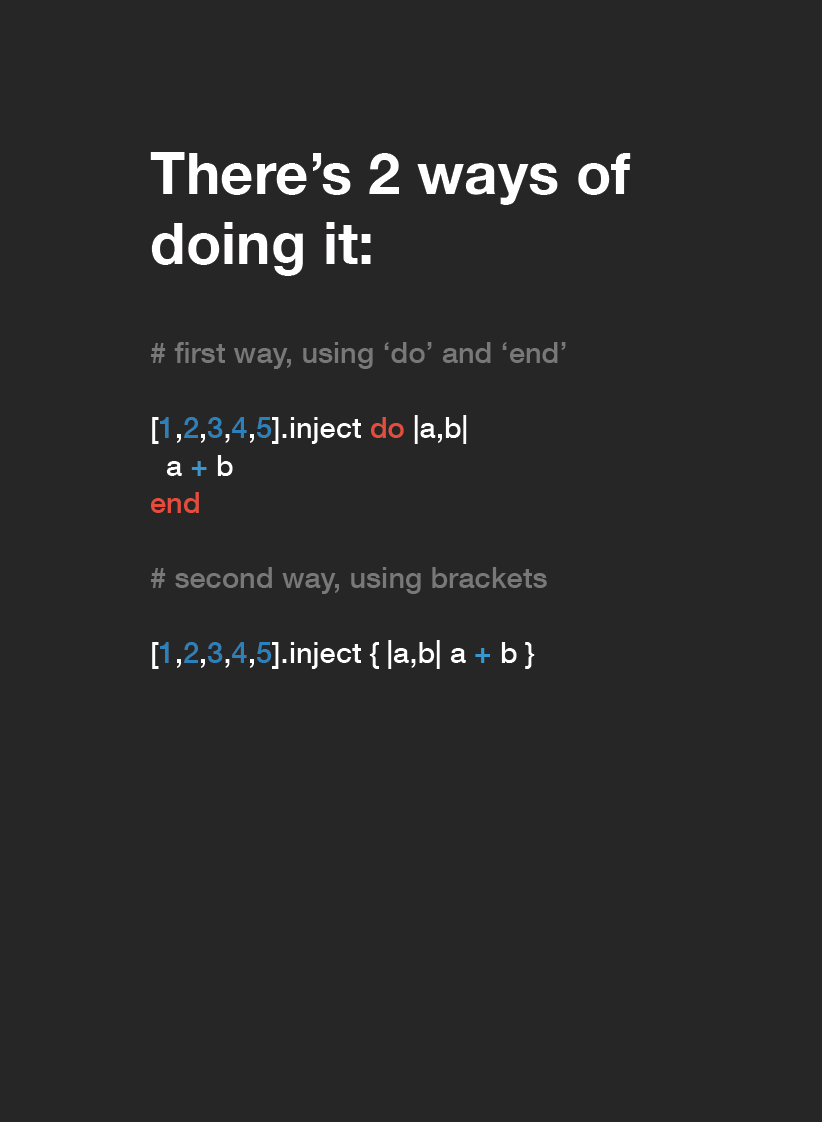 There’s 2 ways of
doing it:
# first way, using ‘do’ and ‘end’
[1,2,3,4,5].inject do |a,b|
  a + b
end
# second way, using brackets
[1,2,3,4,5].inject { |a,b| a + b }